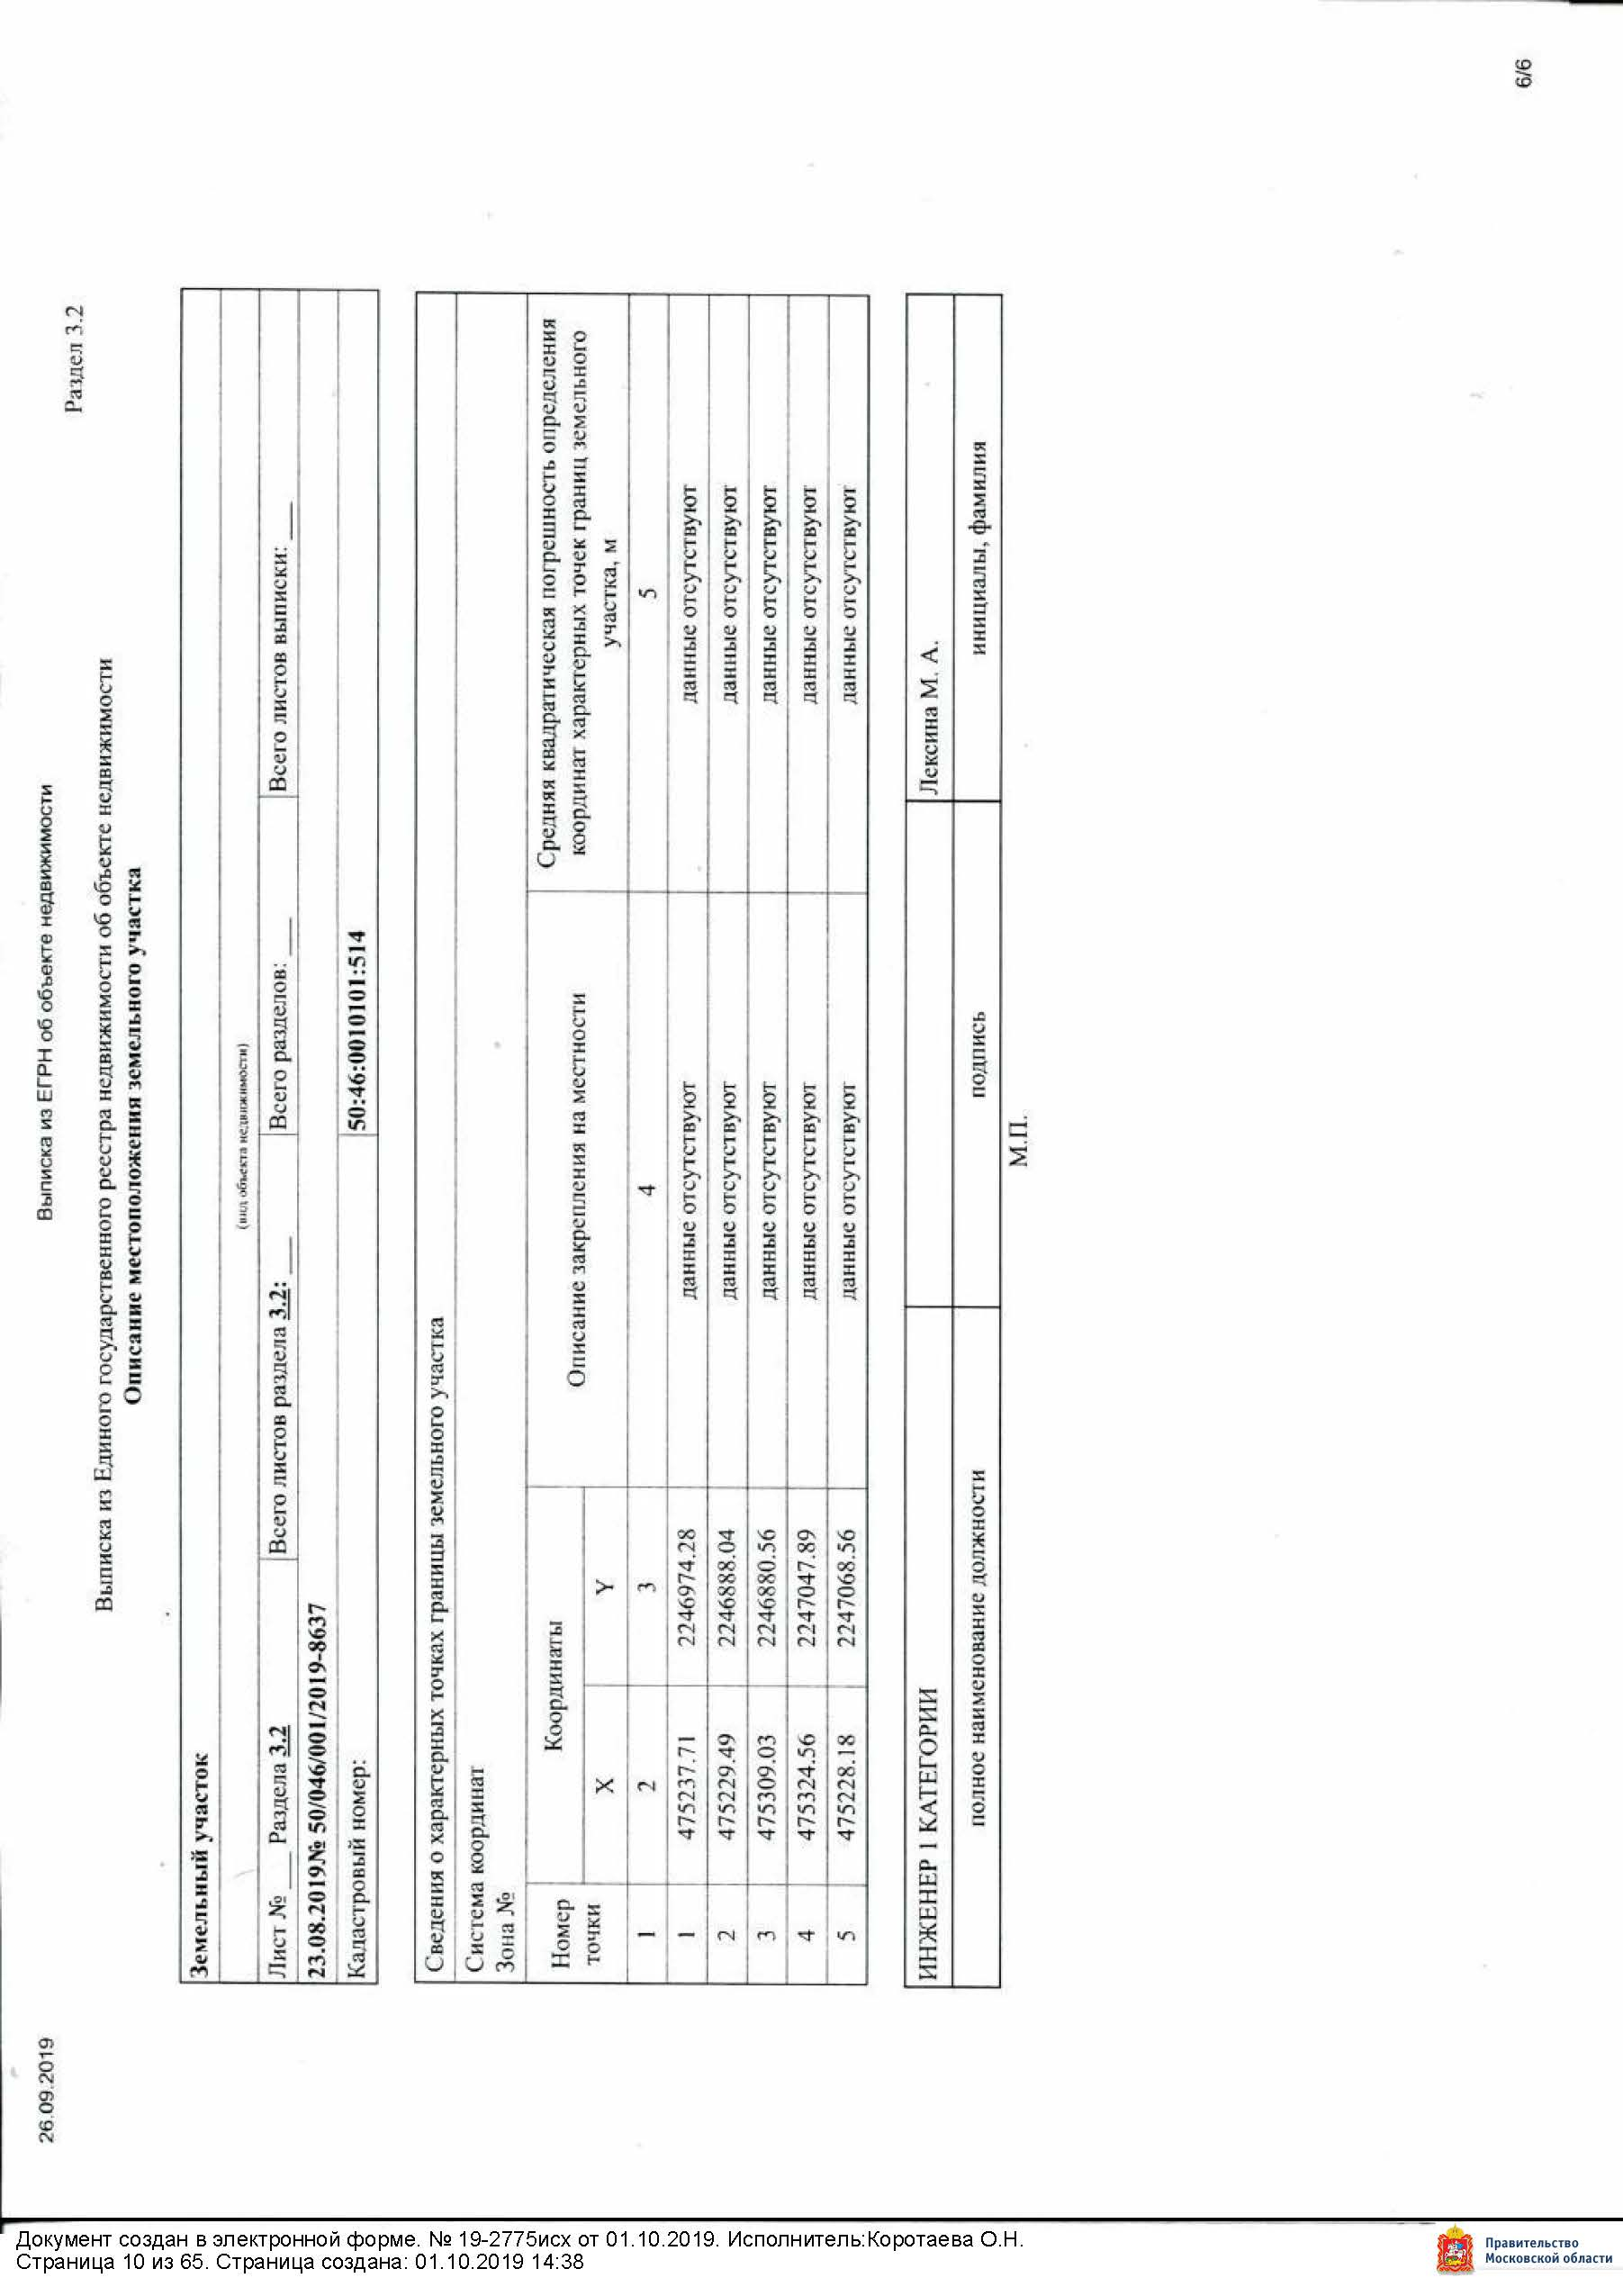 26.09.2019
Выписка из ЕГРН об объекте недвижимости
Раздел 3.2
Выписка из Единого государственного реестра недвижимости об объекте недвижимости
Описание местоположения земельного участка
Земельный участок
(вид объекта недвижимости)
Лист № ___ Раздела 3.2 Всего листов раздела 3.2: ___ Всего разделов: ___ Всего листов выписки: ___
23.08.2019№ 50/046/001/2019-8637
Кадастровый номер: 50:46:0010101:514
Сведения о характерных точках границы земельного участка
Система координат
Зона №
Номер точки Координаты Описание закрепления на местности Средняя квадратическая погрешность определения координат характерных точек границ земельного участка, м
X Y
1 2 3 4 5
1 475237.71 2246974.28 данные отсутствуют данные отсутствуют
2 475229.49 2246888.04 данные отсутствуют данные отсутствуют
3 475309.03 2246880.56 данные отсутствуют данные отсутствуют
4 475324.56 2247047.89 данные отсутствуют данные отсутствуют
5 475228.18 2247068.56 данные отсутствуют данные отсутствуют
ИНЖЕНЕР 1 КАТЕГОРИИ Лексина М. А.
полное наименование должности подпись инициалы, фамилия
М.П.
6/6
Документ создан в электронной форме. № 19-2775исх от 01.10.2019. Исполнитель:Коротаева О.Н.
Страница 10 из 65. Страница создана: 01.10.2019 14:38
Правительство
Московской области